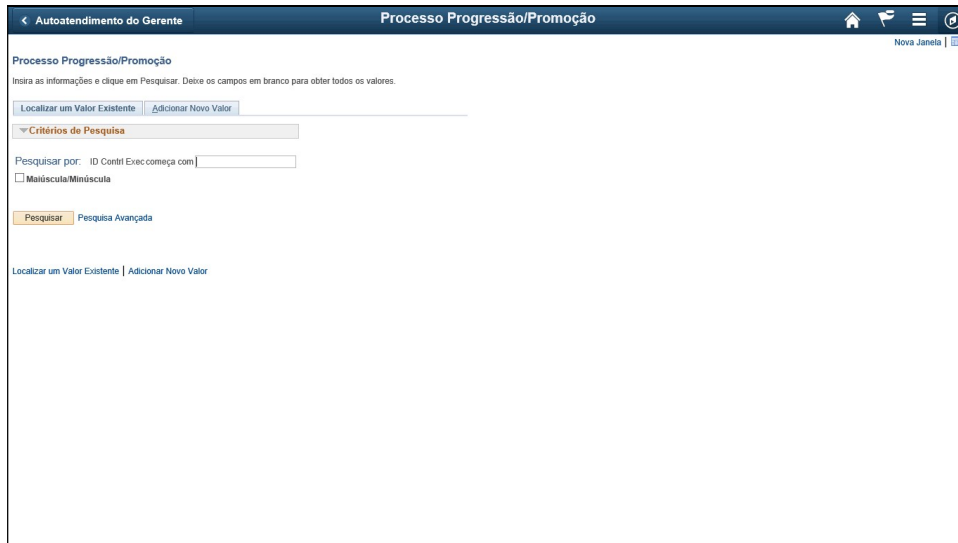 Autoatendimento do Gerente
Processo Progressão/Promoção
Nova Janela |
Processo Progressão/Promoção
Insira as informações e clique em Pesquisar. Deixe os campos em branco para obter todos os valores.
Localizar um Valor Existente Adicionar Novo Valor
Critérios de Pesquisa
Pesquisar por: ID Contrl Exec começa com
Maiúscula/Minúscula
Pesquisar Pesquisa Avançada
Localizar um Valor Existente | Adicionar Novo Valor